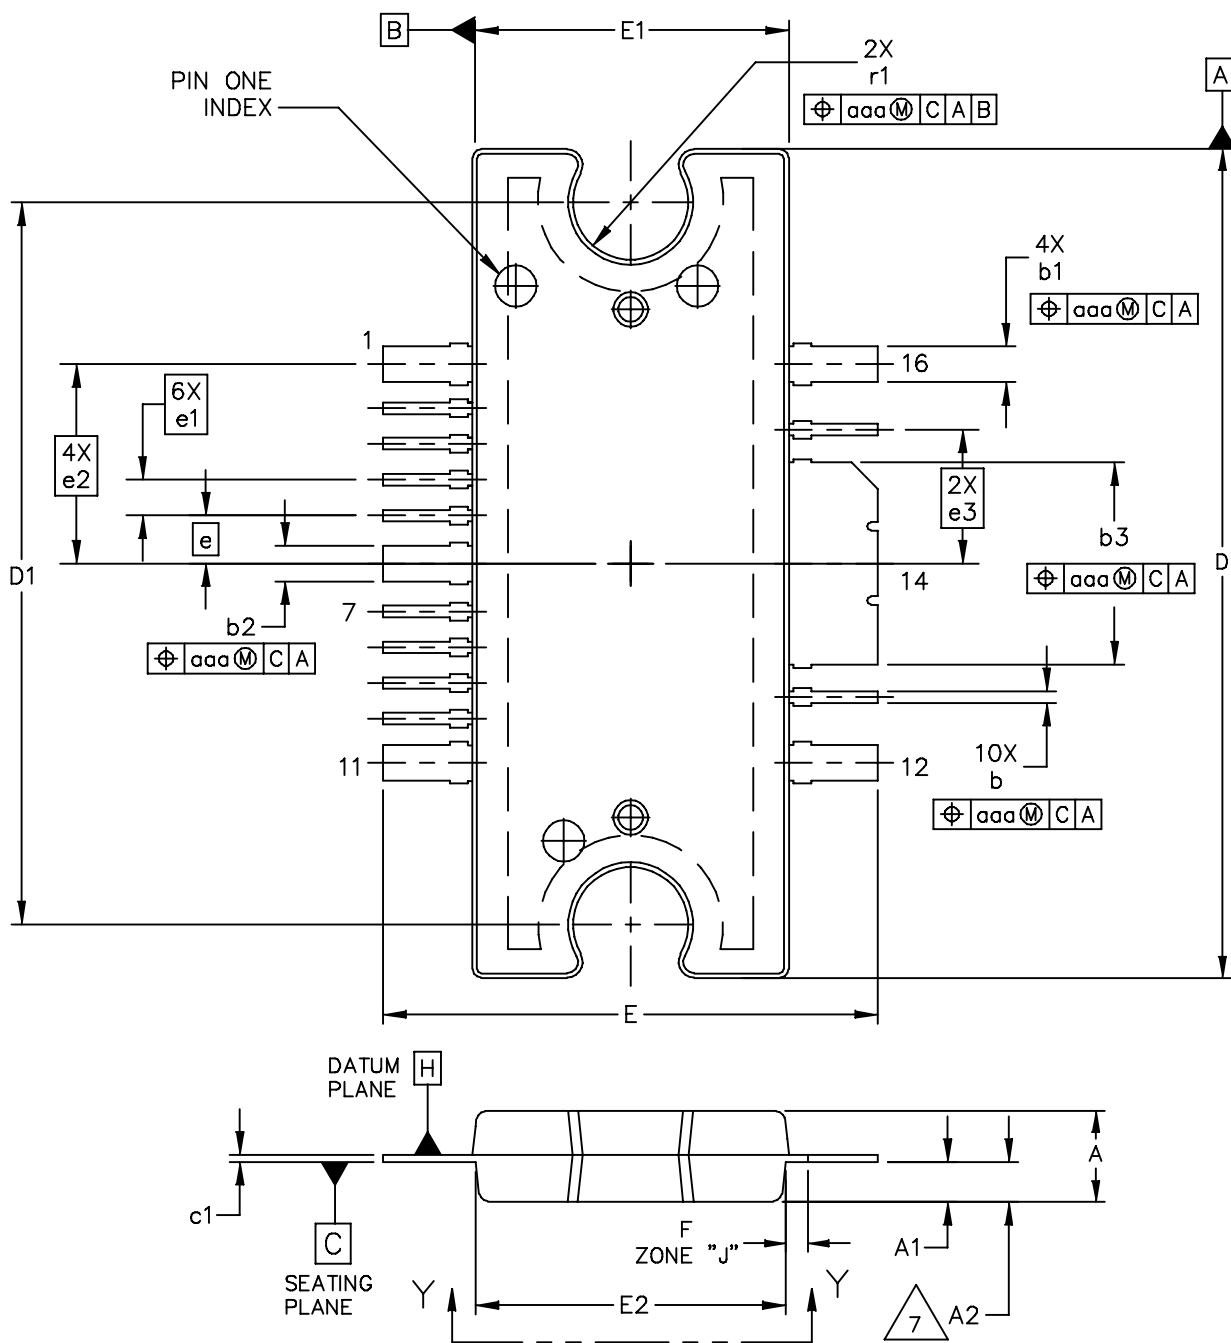 B
E1
2X
r1
⌖ aaa Ⓜ C A B
A
PIN ONE
INDEX
4X
b1
⌖ aaa Ⓜ C A
1
16
6X
e1
4X
e2
2X
e3
e
b3
⌖ aaa Ⓜ C A
D1
D
14
7
b2
⌖ aaa Ⓜ C A
11
12
10X
b
⌖ aaa Ⓜ C A
E
DATUM
PLANE
H
A
c1
C
SEATING
PLANE
F
ZONE "J"
A1
Y
Y
E2
7
A2